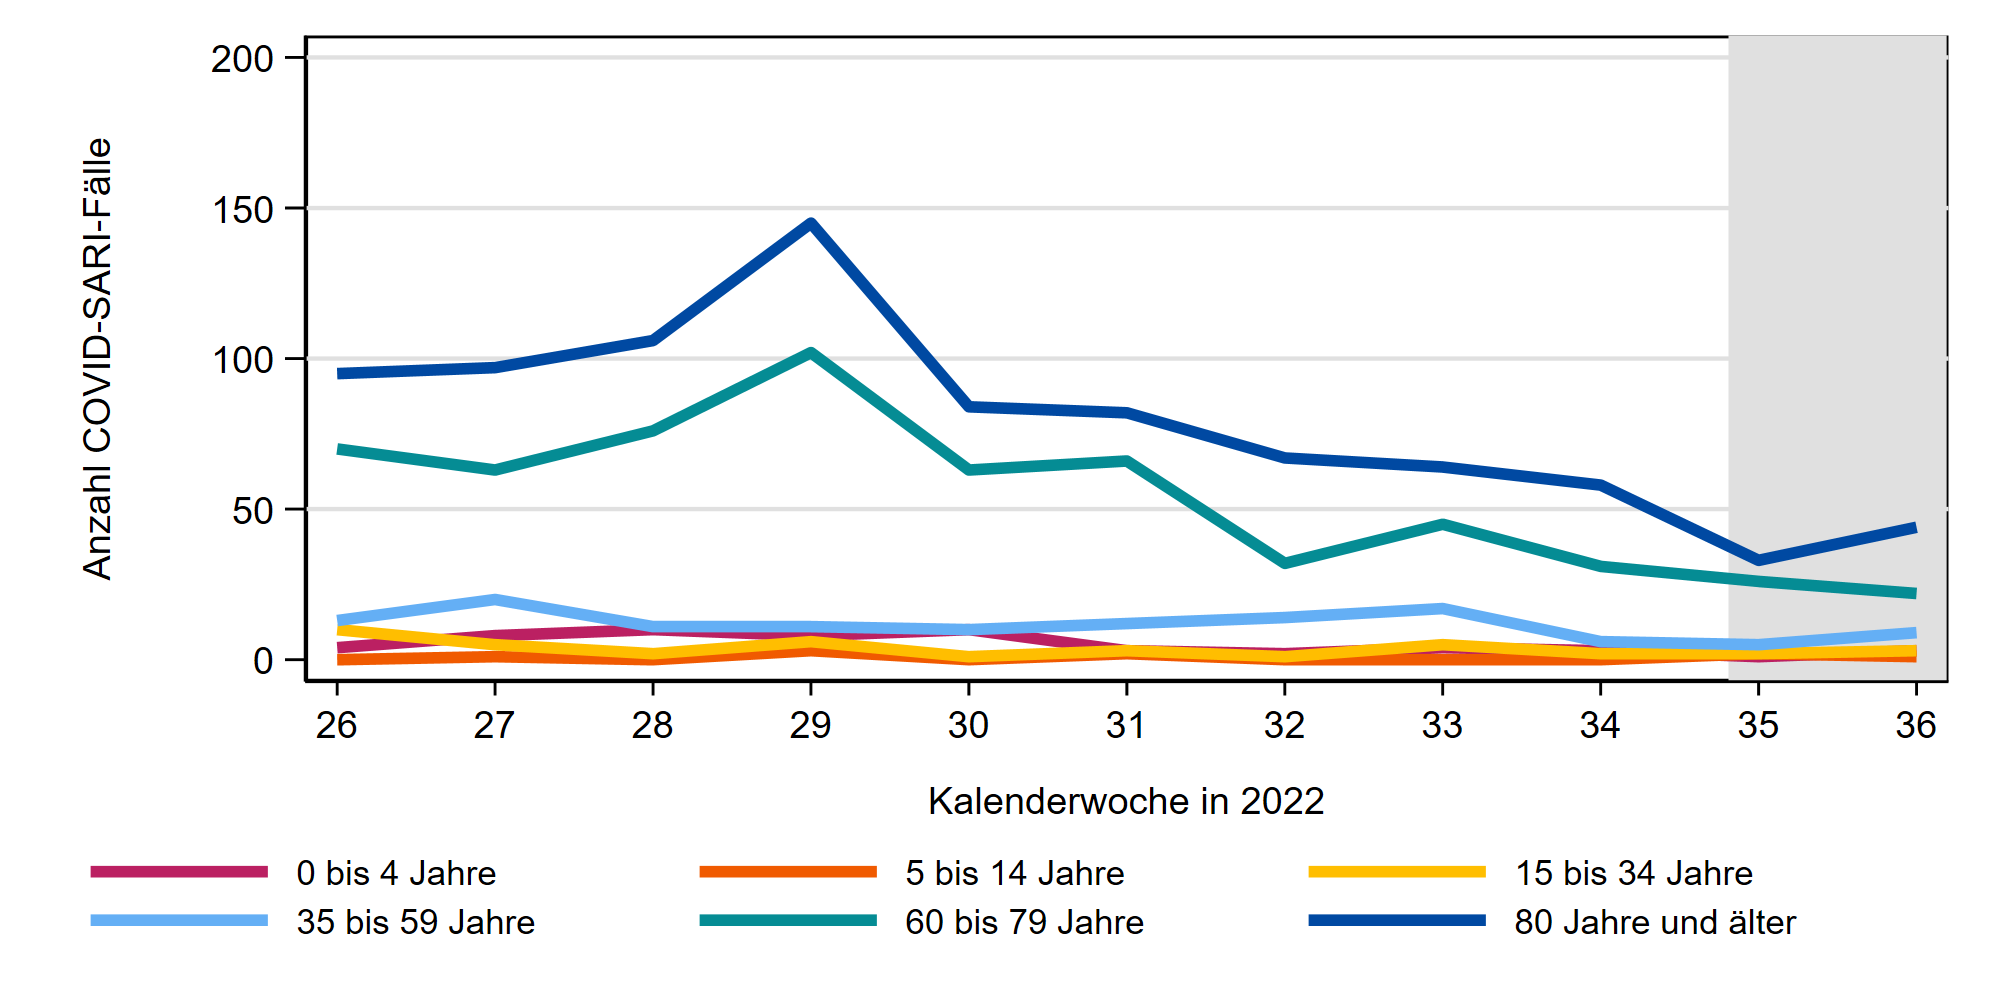 200
150
100
50
0
Anzahl COVID-SARI-Fälle
26 27 28 29 30 31 32 33 34 35 36
Kalenderwoche in 2022
0 bis 4 Jahre 5 bis 14 Jahre 15 bis 34 Jahre
35 bis 59 Jahre 60 bis 79 Jahre 80 Jahre und älter